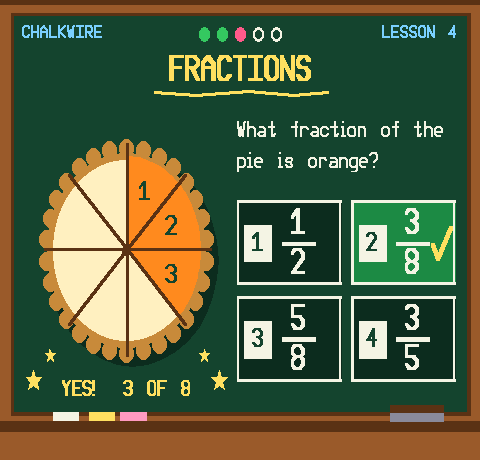 CHALKWIRE
LESSON 4
FRACTIONS
What fraction of the
pie is orange?
1
2
3
1 1/2
2 3/8 ✓
3 5/8
4 3/5
YES! 3 OF 8